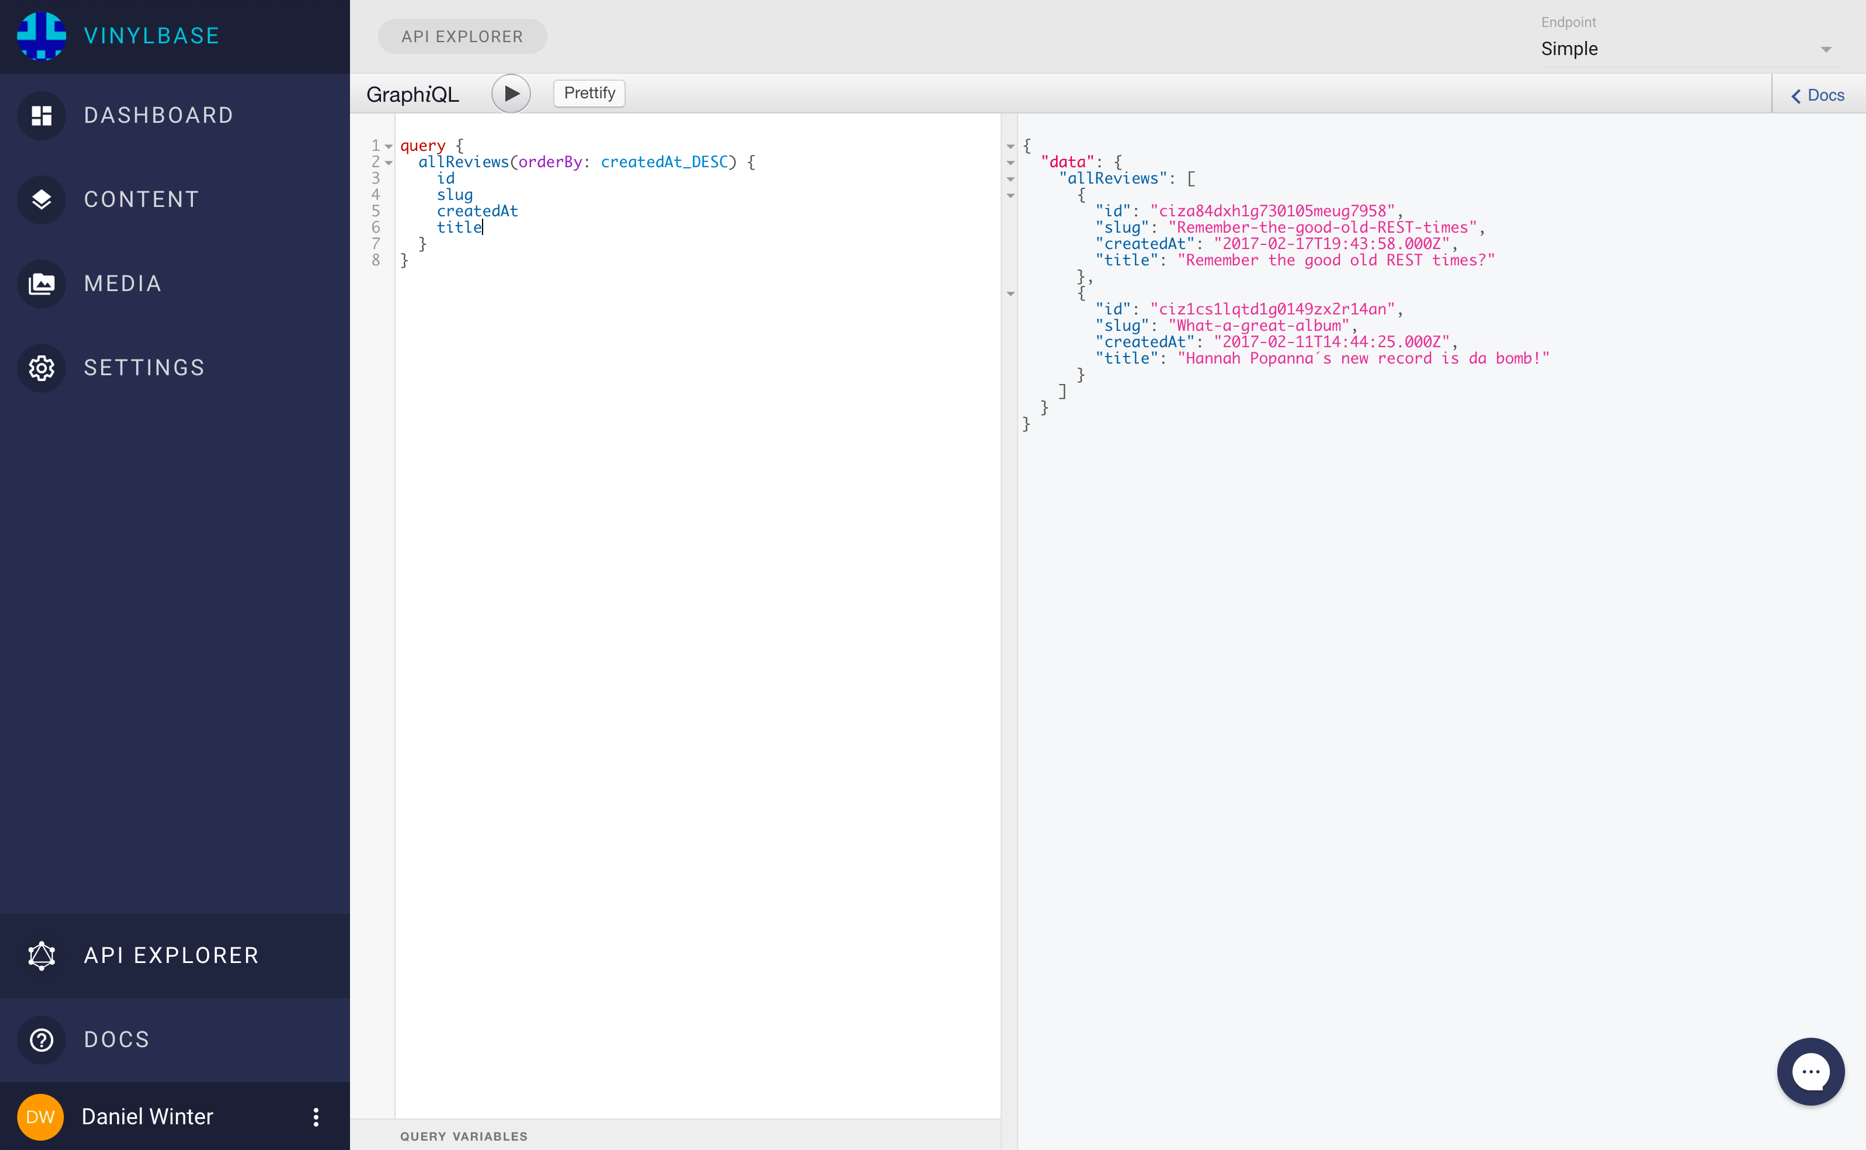 VINYLBASE
DASHBOARD
CONTENT
MEDIA
SETTINGS
API EXPLORER
DOCS
DW Daniel Winter
API EXPLORER
Endpoint
Simple
GraphiQL
Prettify
Docs
1 query {
2 allReviews(orderBy: createdAt_DESC) {
3 id
4 slug
5 createdAt
6 title
7 }
8 }
QUERY VARIABLES
{
"data": {
"allReviews": [
{
"id": "ciza84dxh1g730105meug7958",
"slug": "Remember-the-good-old-REST-times",
"createdAt": "2017-02-17T19:43:58.000Z",
"title": "Remember the good old REST times?"
},
{
"id": "ciz1cs1lqtd1g0149zx2r14an",
"slug": "What-a-great-album",
"createdAt": "2017-02-11T14:44:25.000Z",
"title": "Hannah Popanna´s new record is da bomb!"
}
]
}
}